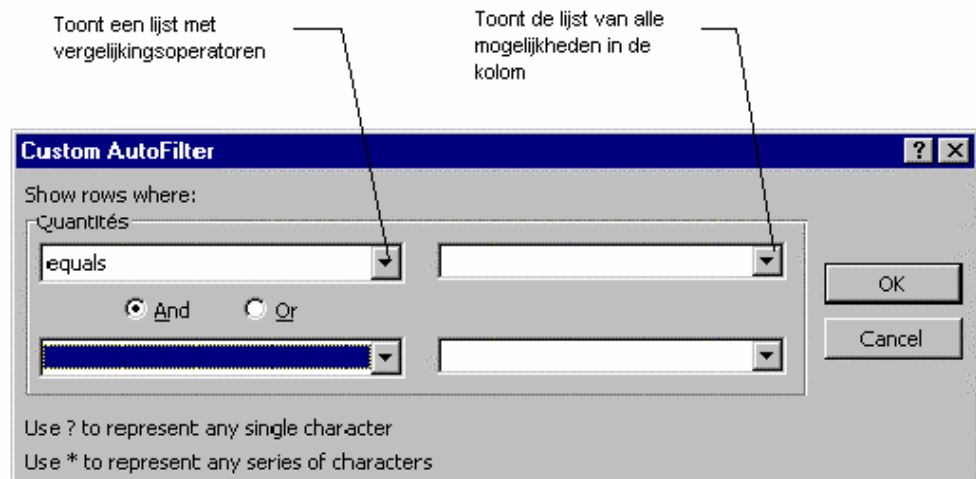 Toont een lijst met
vergelijkingsoperatoren
Toont de lijst van alle
mogelijkheden in de
kolom
Custom AutoFilter
Show rows where:
Quantités
equals
And Or
OK
Cancel
Use ? to represent any single character
Use * to represent any series of characters